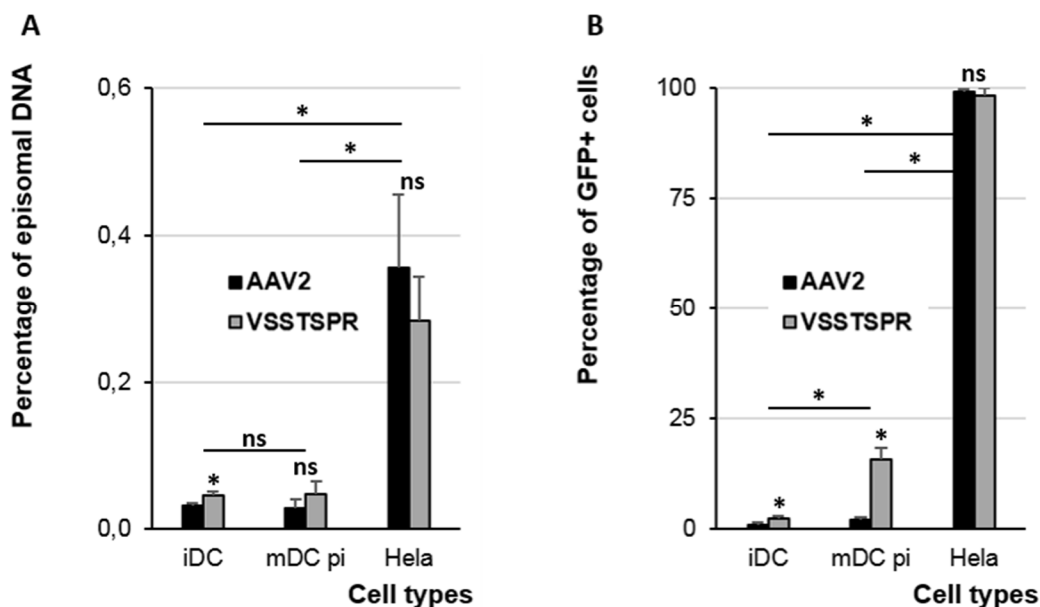 A
Percentage of episomal DNA
0,6
0,4
0,2
0,0
*
*
ns
AAV2
VSSTSPR
ns
*
ns
iDC
mDC pi
Hela
Cell types
B
Percentage of GFP+ cells
100
75
50
25
0
ns
*
*
AAV2
VSSTSPR
*
*
*
iDC
mDC pi
Hela
Cell types